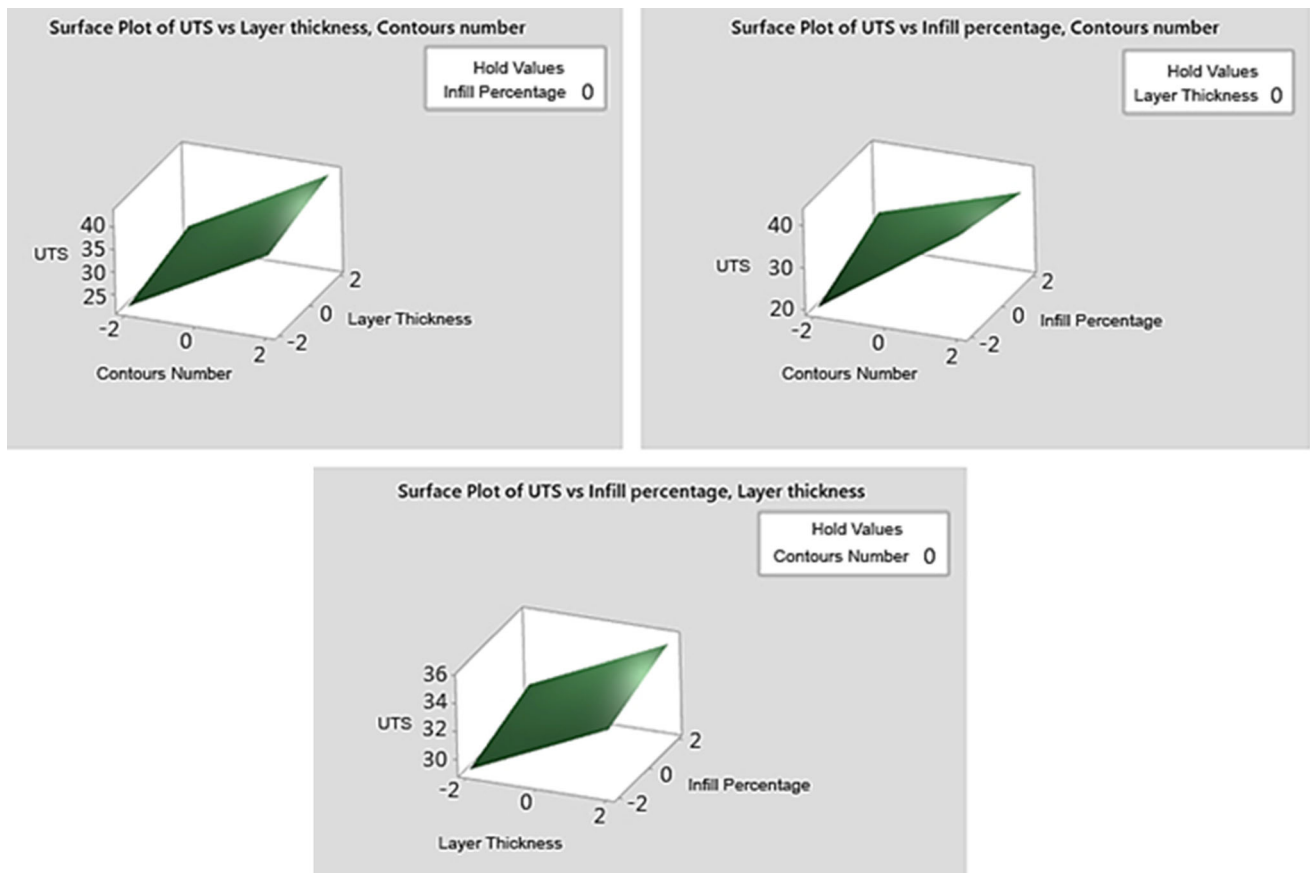 Surface Plot of UTS vs Layer thickness, Contours number
Hold Values
Infill Percentage 0
40
35
30
25
UTS
-2
0
2
Contours Number
-2
0
2
Layer Thickness
Surface Plot of UTS vs Infill percentage, Contours number
Hold Values
Layer Thickness 0
40
30
20
UTS
-2
0
2
Contours Number
-2
0
2
Infill Percentage
Surface Plot of UTS vs Infill percentage, Layer thickness
Hold Values
Contours Number 0
36
34
32
30
UTS
-2
0
2
Layer Thickness
-2
0
2
Infill Percentage